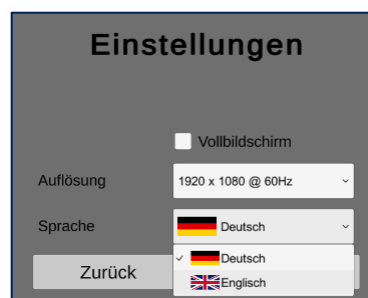 Einstellungen
Vollbildschirm
Auflösung 1920 x 1080 @ 60Hz
Sprache Deutsch
Deutsch
Zurück Englisch